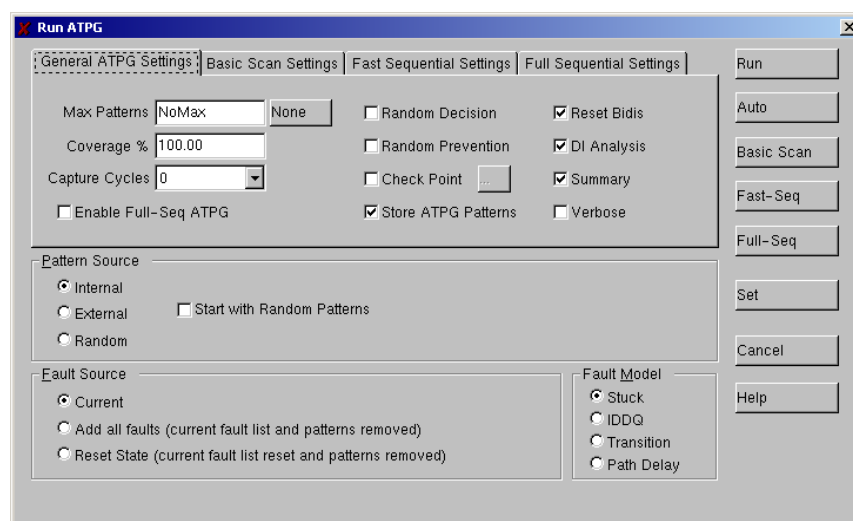 Run ATPG
General ATPG Settings
Basic Scan Settings
Fast Sequential Settings
Full Sequential Settings
Max Patterns NoMax None
Coverage % 100.00
Capture Cycles 0
Enable Full-Seq ATPG
Random Decision
Random Prevention
Check Point ...
Store ATPG Patterns
Reset Bidis
DI Analysis
Summary
Verbose
Pattern Source
Internal
External
Random
Start with Random Patterns
Fault Source
Current
Add all faults (current fault list and patterns removed)
Reset State (current fault list reset and patterns removed)
Fault Model
Stuck
IDDQ
Transition
Path Delay
Run
Auto
Basic Scan
Fast-Seq
Full-Seq
Set
Cancel
Help